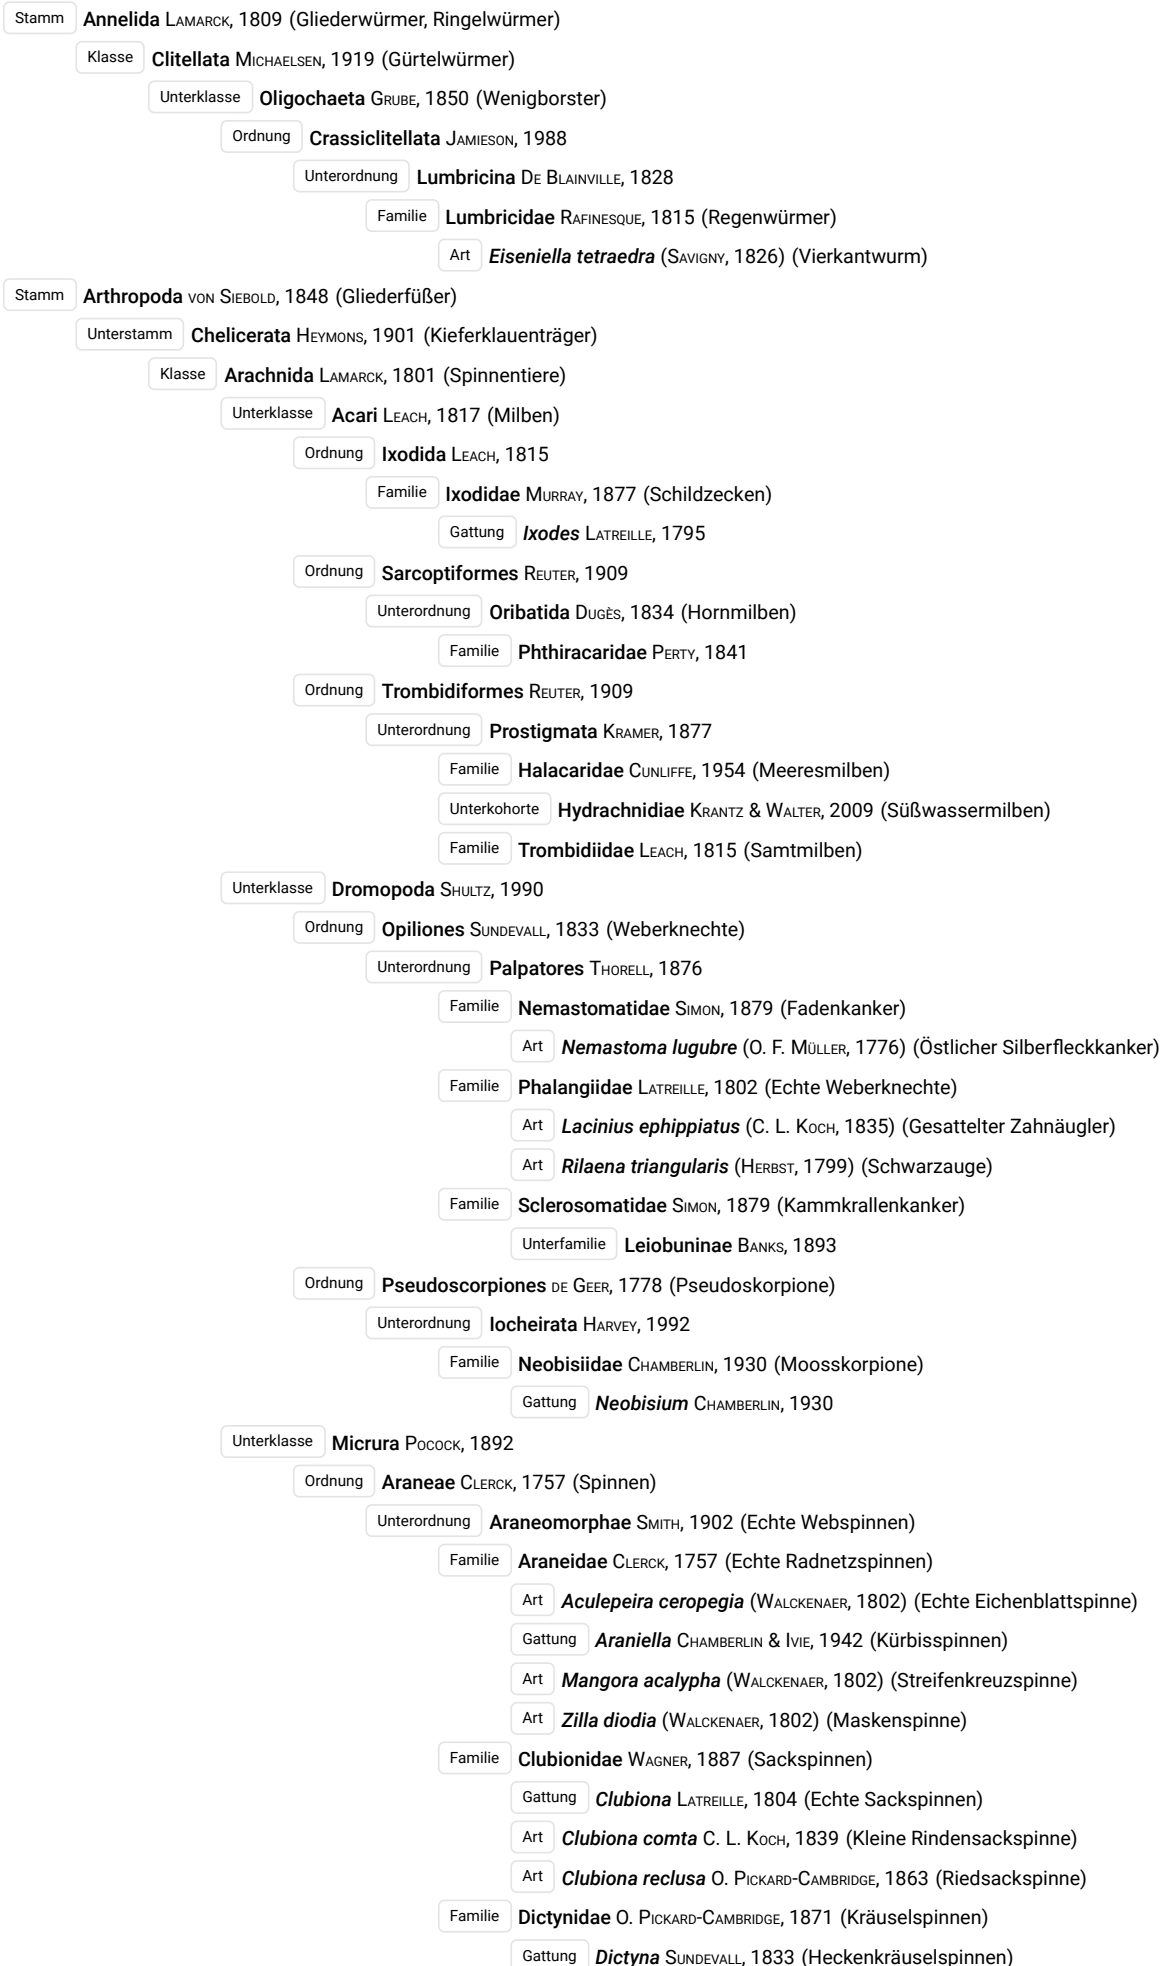 Stamm Annelida Lamarck, 1809 (Gliederwürmer, Ringelwürmer)
Klasse Clitellata Michaelsen, 1919 (Gürtelwürmer)
Unterklasse Oligochaeta Grube, 1850 (Wenigborster)
Ordnung Crassiclitellata Jamieson, 1988
Unterordnung Lumbricina De Blainville, 1828
Familie Lumbricidae Rafinesque, 1815 (Regenwürmer)
Art Eiseniella tetraedra (Savigny, 1826) (Vierkantwurm)
Stamm Arthropoda von Siebold, 1848 (Gliederfüßer)
Unterstamm Chelicerata Heymons, 1901 (Kieferklauenträger)
Klasse Arachnida Lamarck, 1801 (Spinnentiere)
Unterklasse Acari Leach, 1817 (Milben)
Ordnung Ixodida Leach, 1815
Familie Ixodidae Murray, 1877 (Schildzecken)
Gattung Ixodes Latreille, 1795
Ordnung Sarcoptiformes Reuter, 1909
Unterordnung Oribatida Dugès, 1834 (Hornmilben)
Familie Phthiracaridae Perty, 1841
Ordnung Trombidiformes Reuter, 1909
Unterordnung Prostigmata Kramer, 1877
Familie Halacaridae Cunliffe, 1954 (Meeresmilben)
Unterkohorte Hydrachnidiae Krantz & Walter, 2009 (Süßwassermilben)
Familie Trombidiidae Leach, 1815 (Samtmilben)
Unterklasse Dromopoda Shultz, 1990
Ordnung Opiliones Sundevall, 1833 (Weberknechte)
Unterordnung Palpatores Thorell, 1876
Familie Nemastomatidae Simon, 1879 (Fadenkanker)
Art Nemastoma lugubre (O. F. Müller, 1776) (Östlicher Silberfleckkanker)
Familie Phalangiidae Latreille, 1802 (Echte Weberknechte)
Art Lacinius ephippiatus (C. L. Koch, 1835) (Gesattelter Zahnäugler)
Art Rilaena triangularis (Herbst, 1799) (Schwarzauge)
Familie Sclerosomatidae Simon, 1879 (Kammkrallenkanker)
Unterfamilie Leiobuninae Banks, 1893
Ordnung Pseudoscorpiones de Geer, 1778 (Pseudoskorpione)
Unterordnung Iocheirata Harvey, 1992
Familie Neobisiidae Chamberlin, 1930 (Moosskorpione)
Gattung Neobisium Chamberlin, 1930
Unterklasse Micrura Pocock, 1892
Ordnung Araneae Clerck, 1757 (Spinnen)
Unterordnung Araneomorphae Smith, 1902 (Echte Webspinnen)
Familie Araneidae Clerck, 1757 (Echte Radnetzspinnen)
Art Aculepeira ceropegia (Walckenaer, 1802) (Echte Eichenblattspinne)
Gattung Araniella Chamberlin & Ivie, 1942 (Kürbisspinnen)
Art Mangora acalypha (Walckenaer, 1802) (Streifenkreuzspinne)
Art Zilla diodia (Walckenaer, 1802) (Maskenspinne)
Familie Clubionidae Wagner, 1887 (Sackspinnen)
Gattung Clubiona Latreille, 1804 (Echte Sackspinnen)
Art Clubiona comta C. L. Koch, 1839 (Kleine Rindensackspinne)
Art Clubiona reclusa O. Pickard-Cambridge, 1863 (Riedsackspinne)
Familie Dictynidae O. Pickard-Cambridge, 1871 (Kräuselspinnen)
Gattung Dictyna Sundevall, 1833 (Heckenkräuselspinnen)